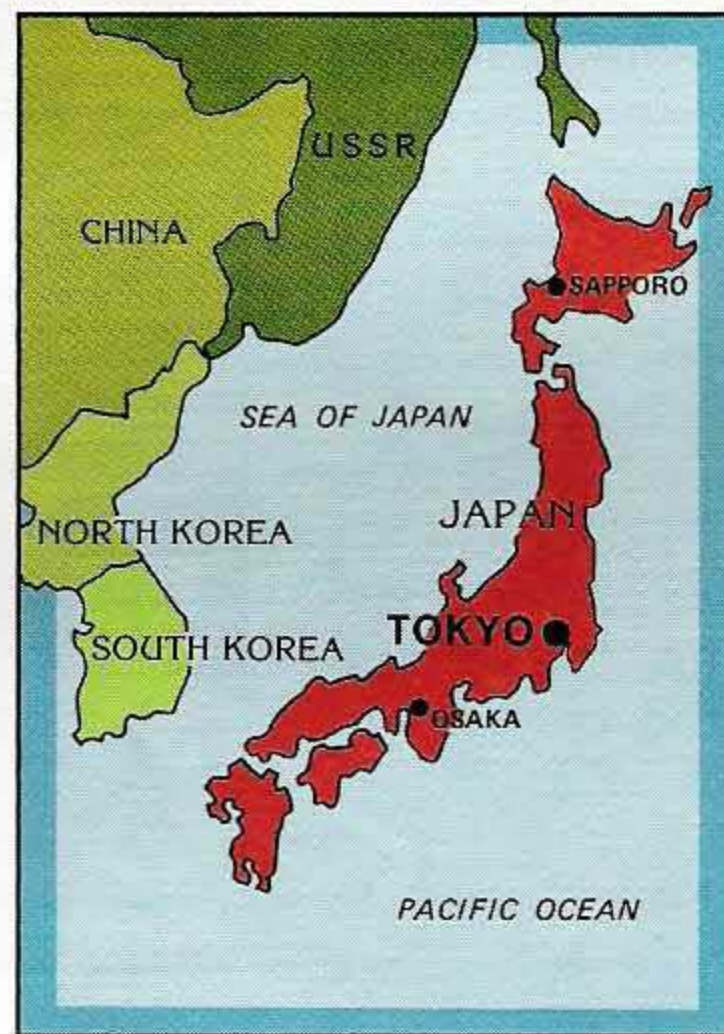 USSR
CHINA
SAPPORO
SEA OF JAPAN
JAPAN
NORTH KOREA
TOKYO
SOUTH KOREA
OSAKA
PACIFIC OCEAN